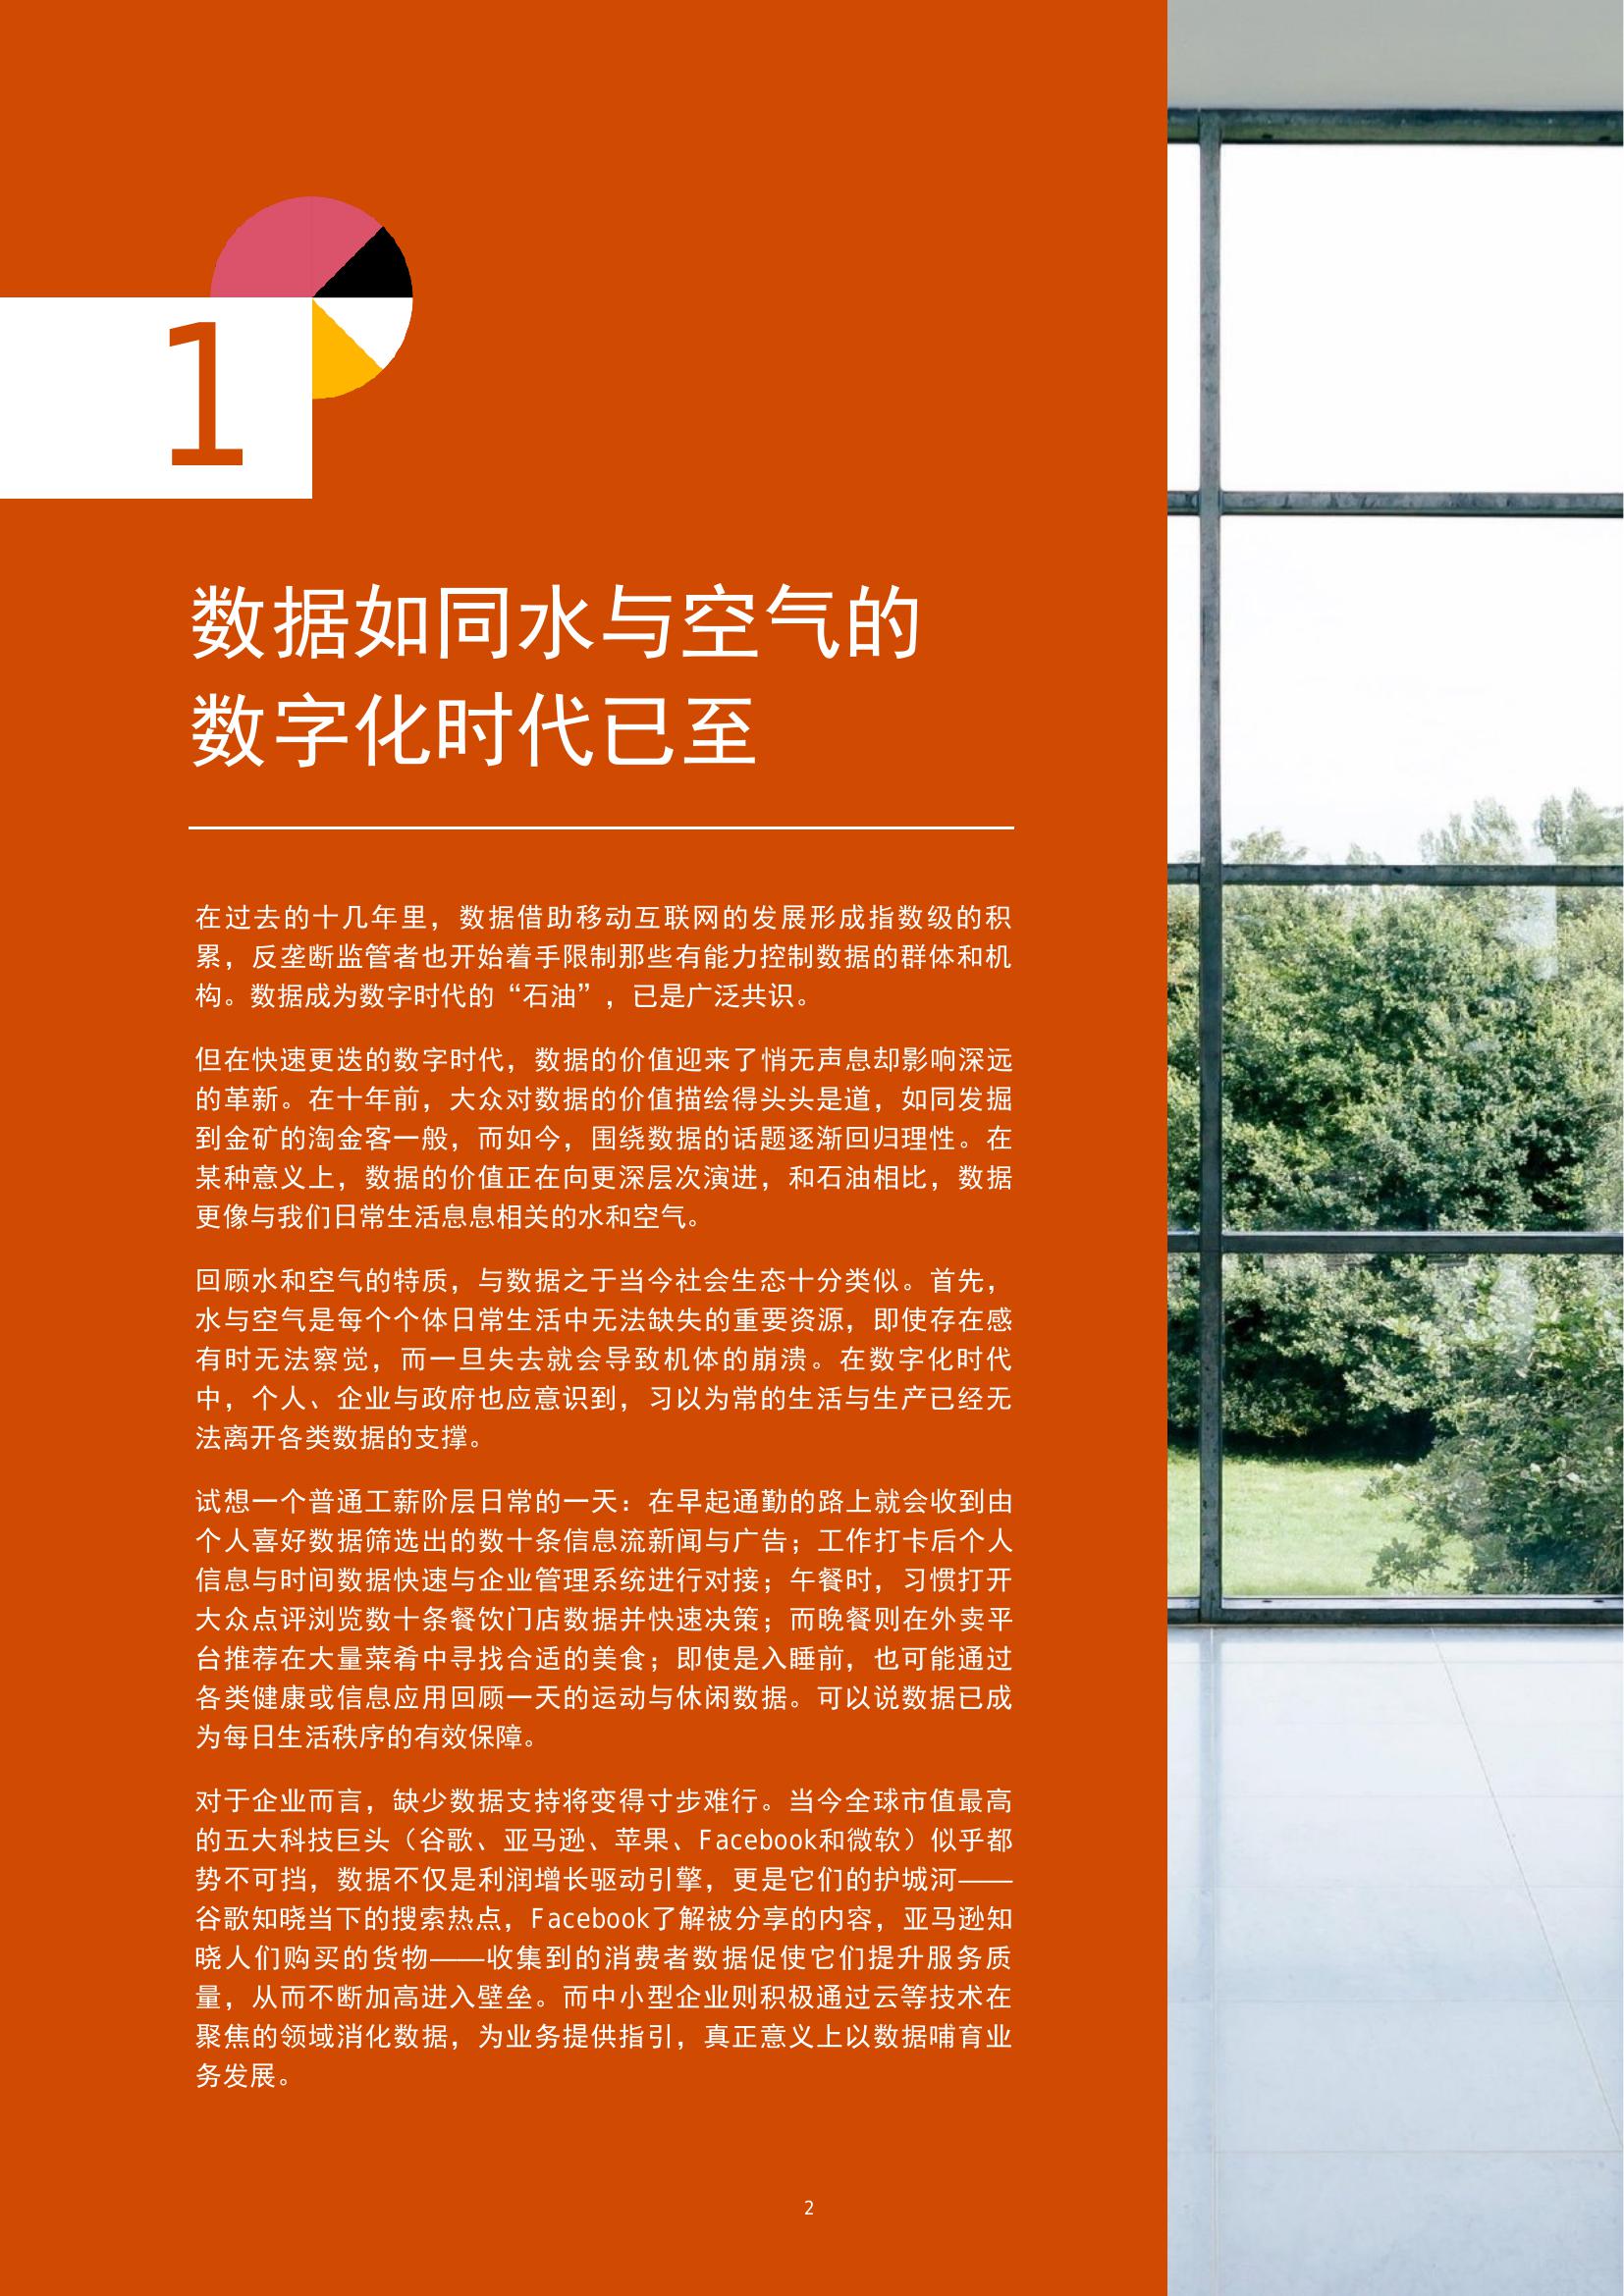 1
数据如同水与空气的
数字化时代已至
在过去的十几年里，数据借助移动互联网的发展形成指数级的积
累，反垄断监管者也开始着手限制那些有能力控制数据的群体和机
构。数据成为数字时代的“石油”，已是广泛共识。
但在快速更迭的数字时代，数据的价值迎来了悄无声息却影响深远
的革新。在十年前，大众对数据的价值描绘得头头是道，如同发掘
到金矿的淘金客一般，而如今，围绕数据的话题逐渐回归理性。在
某种意义上，数据的价值正在向更深层次演进，和石油相比，数据
更像与我们日常生活息息相关的水和空气。
回顾水和空气的特质，与数据之于当今社会生态十分类似。首先，
水与空气是每个个体日常生活中无法缺失的重要资源，即使存在感
有时无法察觉，而一旦失去就会导致机体的崩溃。在数字化时代
中，个人、企业与政府也应意识到，习以为常的生活与生产已经无
法离开各类数据的支撑。
试想一个普通工薪阶层日常的一天：在早起通勤的路上就会收到由
个人喜好数据筛选出的数十条信息流新闻与广告；工作打卡后个人
信息与时间数据快速与企业管理系统进行对接；午餐时，习惯打开
大众点评浏览数十条餐饮门店数据并快速决策；而晚餐则在外卖平
台推荐在大量菜肴中寻找合适的美食；即使是入睡前，也可能通过
各类健康或信息应用回顾一天的运动与休闲数据。可以说数据已成
为每日生活秩序的有效保障。
对于企业而言，缺少数据支持将变得寸步难行。当今全球市值最高
的五大科技巨头（谷歌、亚马逊、苹果、Facebook和微软）似乎都
势不可挡，数据不仅是利润增长驱动引擎，更是它们的护城河——
谷歌知晓当下的搜索热点，Facebook了解被分享的内容，亚马逊知
晓人们购买的货物——收集到的消费者数据促使它们提升服务质
量，从而不断加高进入壁垒。而中小型企业则积极通过云等技术在
聚焦的领域消化数据，为业务提供指引，真正意义上以数据哺育业
务发展。
2